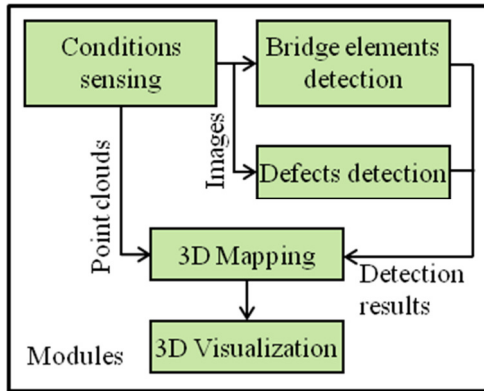 Conditions
sensing
Bridge elements
detection
Images
Point clouds
Defects detection
3D Mapping
Detection
results
3D Visualization
Modules